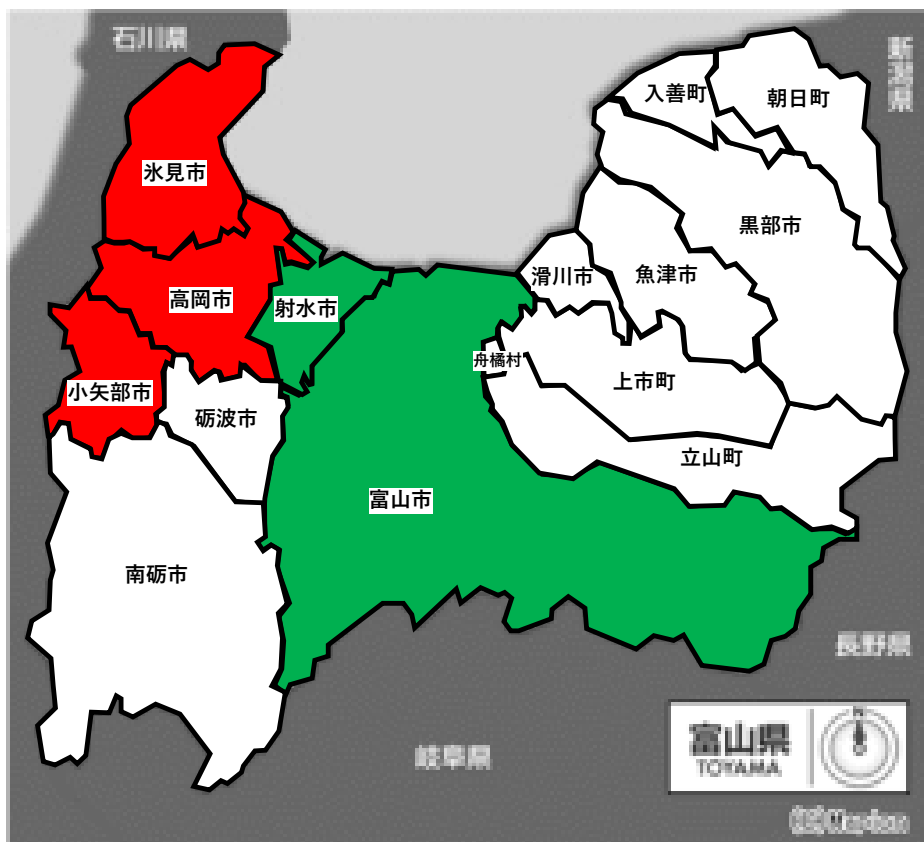 石川県
新潟県
入善町
朝日町
氷見市
黒部市
魚津市
滑川市
高岡市
射水市
舟橋村
上市町
小矢部市
砺波市
立山町
富山市
南砺市
長野県
富山県
TOYAMA
N
岐阜県